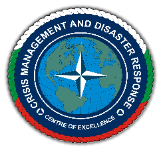 CRISIS MANAGEMENT AND DISASTER RESPONSE
CENTRE OF EXCELLENCE